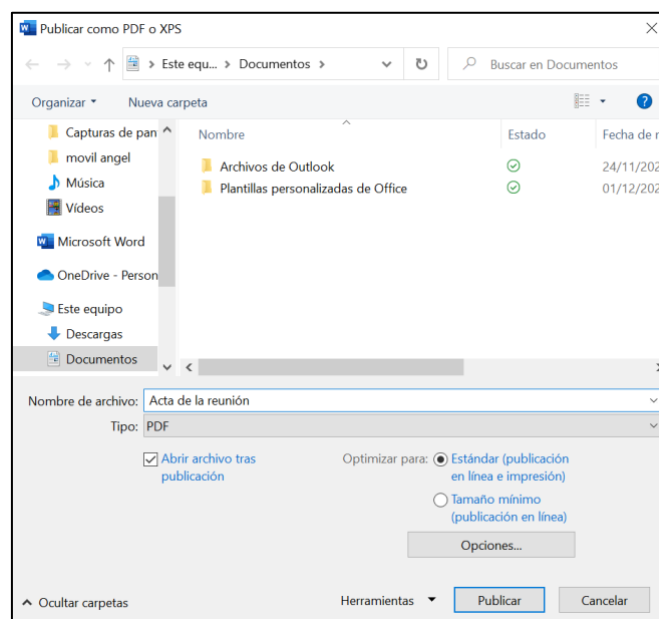 Publicar como PDF o XPS
Este equ... > Documentos >
Buscar en Documentos
Organizar
Nueva carpeta
Capturas de pan
movil angel
Música
Vídeos
Microsoft Word
OneDrive - Person
Este equipo
Descargas
Documentos
Nombre Estado Fecha de
Archivos de Outlook 24/11/202
Plantillas personalizadas de Office 01/12/202
Nombre de archivo: Acta de la reunión
Tipo: PDF
Abrir archivo tras
publicación
Optimizar para: Estándar (publicación
en línea e impresión)
Tamaño mínimo
(publicación en línea)
Opciones...
Ocultar carpetas
Herramientas Publicar Cancelar